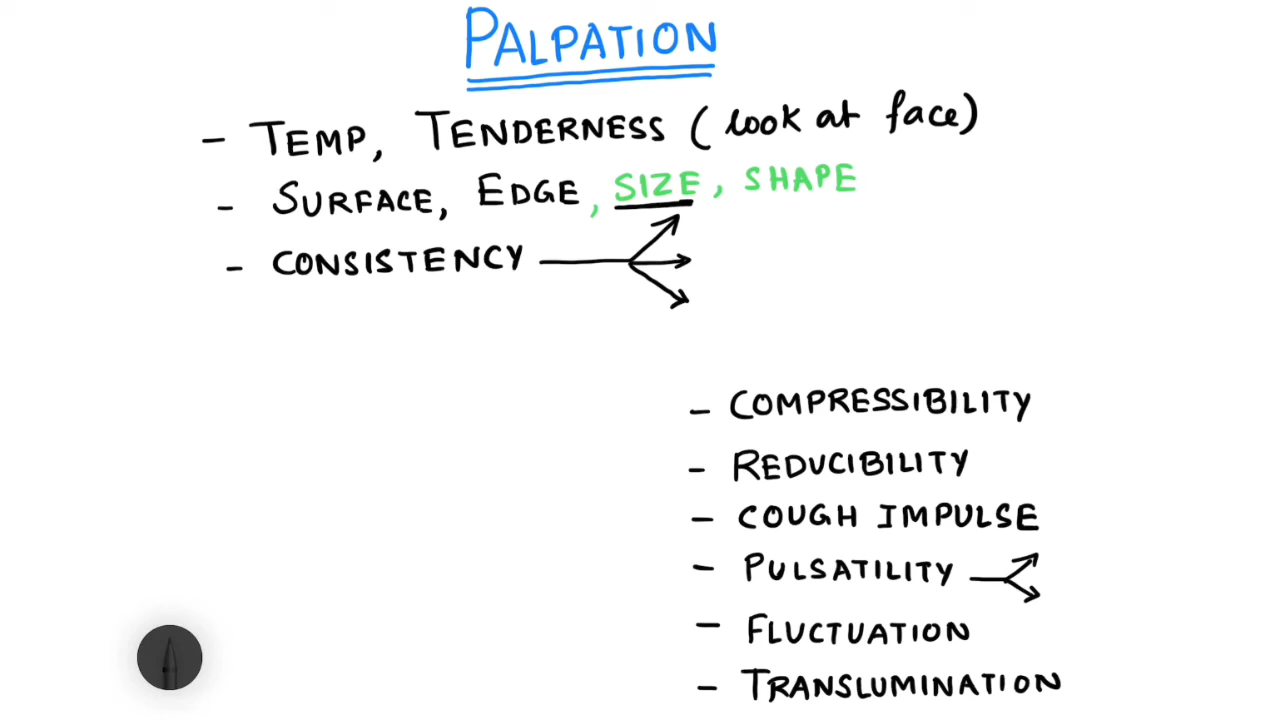 PALPATION
- TEMP, TENDERNESS (look at face)
- SURFACE, EDGE, SIZE, SHAPE
- CONSISTENCY
- COMPRESSIBILITY
- REDUCIBILITY
- COUGH IMPULSE
- PULSATILITY
- FLUCTUATION
- TRANSLUMINATION